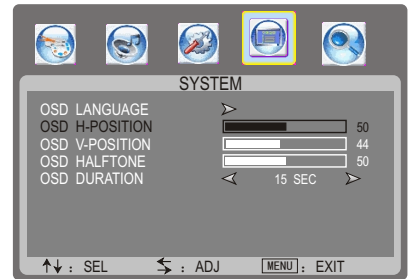 SYSTEM
OSD LANGUAGE
OSD H-POSITION 50
OSD V-POSITION 44
OSD HALFTONE 50
OSD DURATION 15 SEC
: SEL : ADJ MENU : EXIT